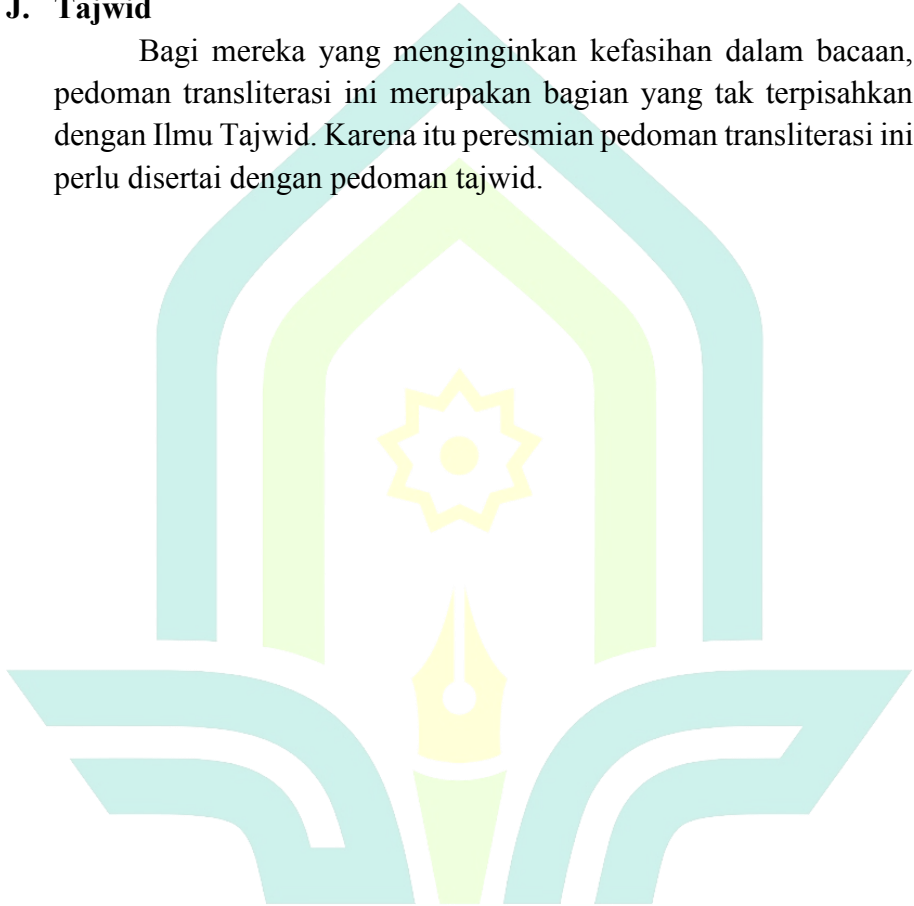 J. Tajwid
Bagi mereka yang menginginkan kefasihan dalam bacaan,
pedoman transliterasi ini merupakan bagian yang tak terpisahkan
dengan Ilmu Tajwid. Karena itu peresmian pedoman transliterasi ini
perlu disertai dengan pedoman tajwid.